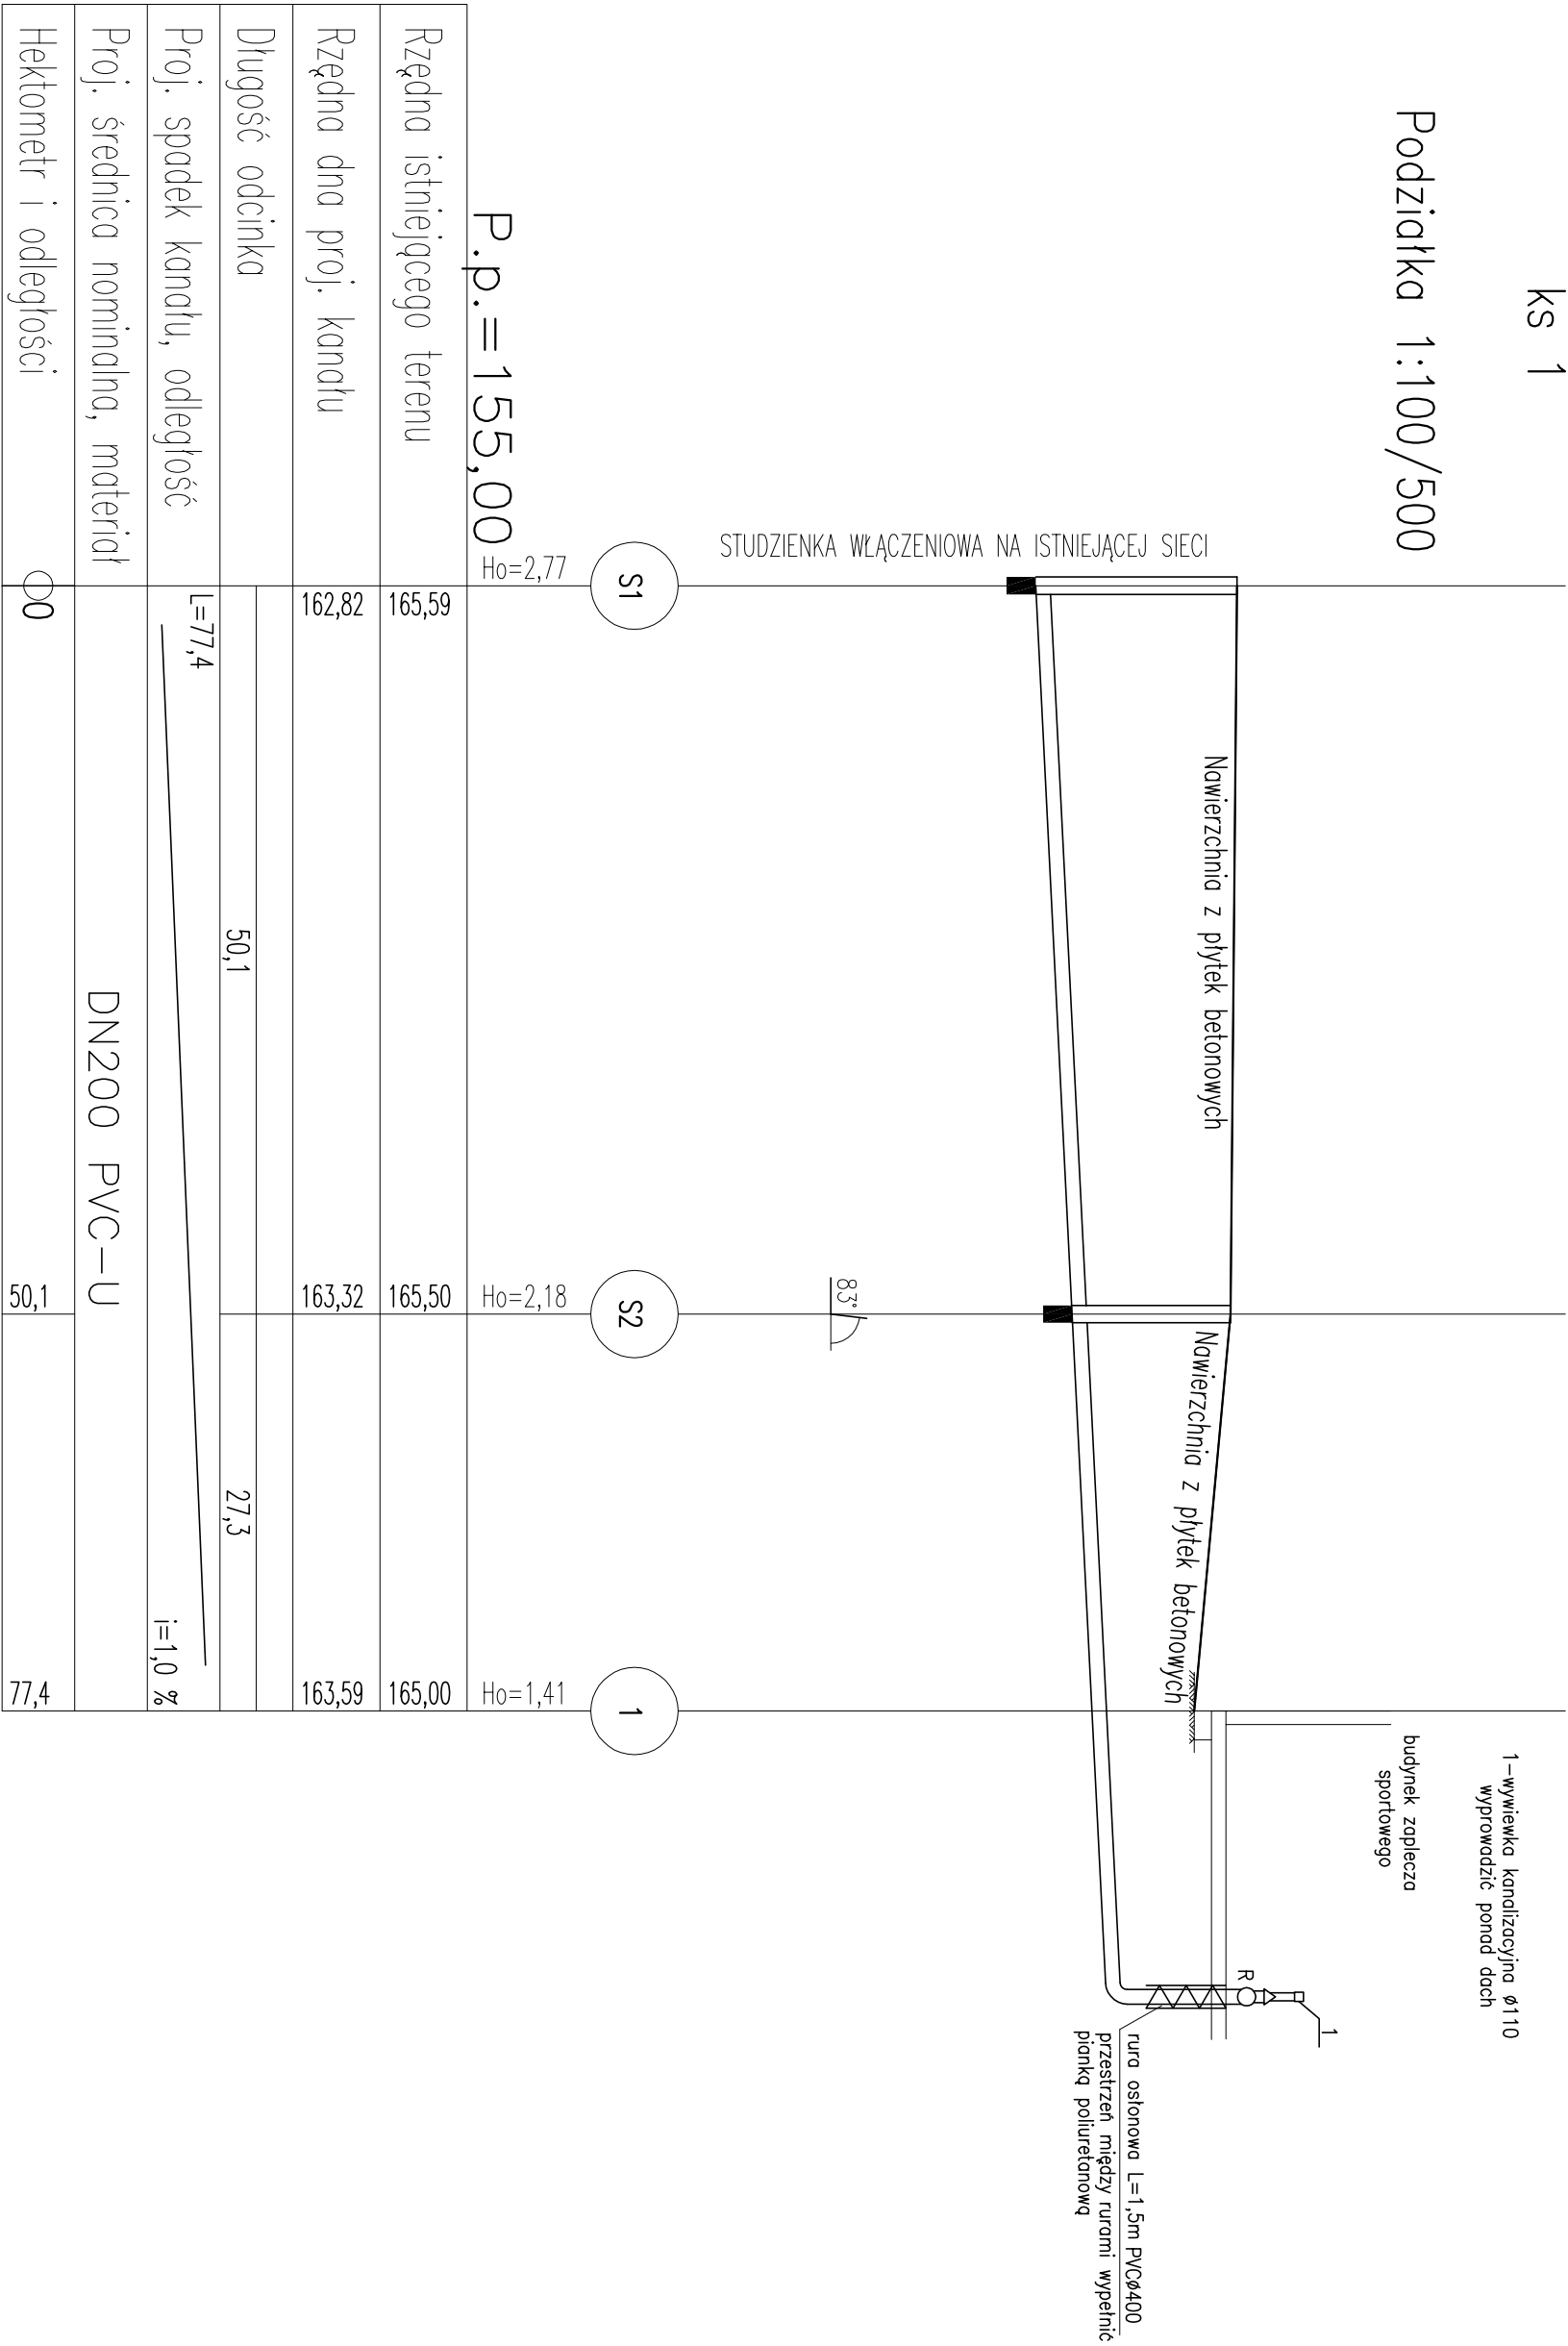 ks 1
Podziałka 1:100/500
1-wywiewka kanalizacyjna ø110
wyprowadzić ponad dach
budynek zaplecza
sportowego
1
R
Nawierzchnia z płytek betonowych
Nawierzchnia z płytek betonowych
STUDZIENKA WŁĄCZENIOWA NA ISTNIEJĄCEJ SIECI
rura osłonowa L=1,5m PVCø400
przestrzeń między rurami wypełnić
pianką poliuretanową
83°
S1
S2
1
P.p.=155,00
Ho=2,77
Ho=2,18
Ho=1,41
Rzędna istniejącego terenu
165,59
165,50
165,00
Rzędna dna proj. kanału
162,82
163,32
163,59
Długość odcinka
50,1
27,3
Proj. spadek kanału, odległość
L=77,4
i=1,0 %
Proj. średnica nominalna, materiał
DN200 PVC-U
Hektometr i odległości
0
50,1
77,4